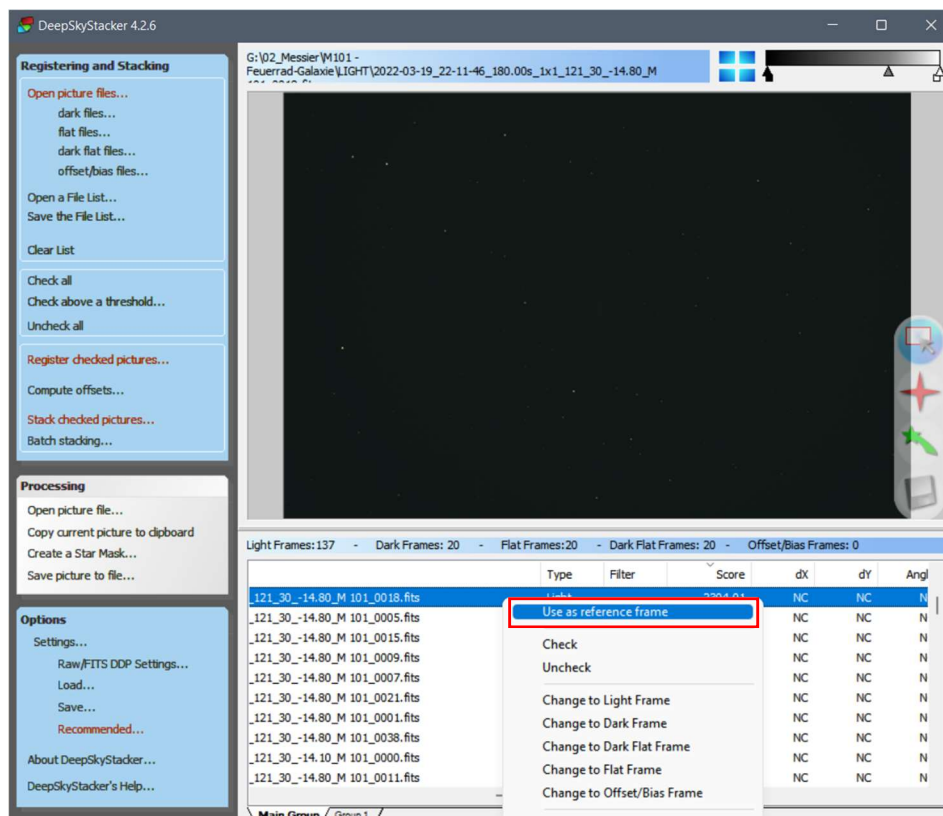 DeepSkyStacker 4.2.6
Registering and Stacking
Open picture files...
dark files...
flat files...
dark flat files...
offset/bias files...
Open a File List...
Save the File List...
Clear List
Check all
Check above a threshold...
Uncheck all
Register checked pictures...
Compute offsets...
Stack checked pictures...
Batch stacking...
Processing
Open picture file...
Copy current picture to clipboard
Create a Star Mask...
Save picture to file...
Options
Settings...
Raw/FITS DDP Settings...
Load...
Save...
Recommended...
About DeepSkyStacker...
DeepSkyStacker's Help...
G:\02_Messier\M101 -
Feuerrad-Galaxie\LIGHT\2022-03-19_22-11-46_180.00s_1x1_121_30_-14.80_M
Light Frames: 137 - Dark Frames: 20 - Flat Frames: 20 - Dark Flat Frames: 20 - Offset/Bias Frames: 0
Type Filter Score dX dY Angl
_121_30_-14.80_M 101_0018.fits Light NC NC N
_121_30_-14.80_M 101_0005.fits NC NC N
_121_30_-14.80_M 101_0015.fits NC NC N
_121_30_-14.80_M 101_0009.fits NC NC N
_121_30_-14.80_M 101_0007.fits NC NC N
_121_30_-14.80_M 101_0021.fits NC NC N
_121_30_-14.80_M 101_0001.fits NC NC N
_121_30_-14.80_M 101_0038.fits NC NC N
_121_30_-14.10_M 101_0000.fits NC NC N
_121_30_-14.80_M 101_0011.fits NC NC N
Use as reference frame
Check
Uncheck
Change to Light Frame
Change to Dark Frame
Change to Dark Flat Frame
Change to Flat Frame
Change to Offset/Bias Frame
Main Group Group 1